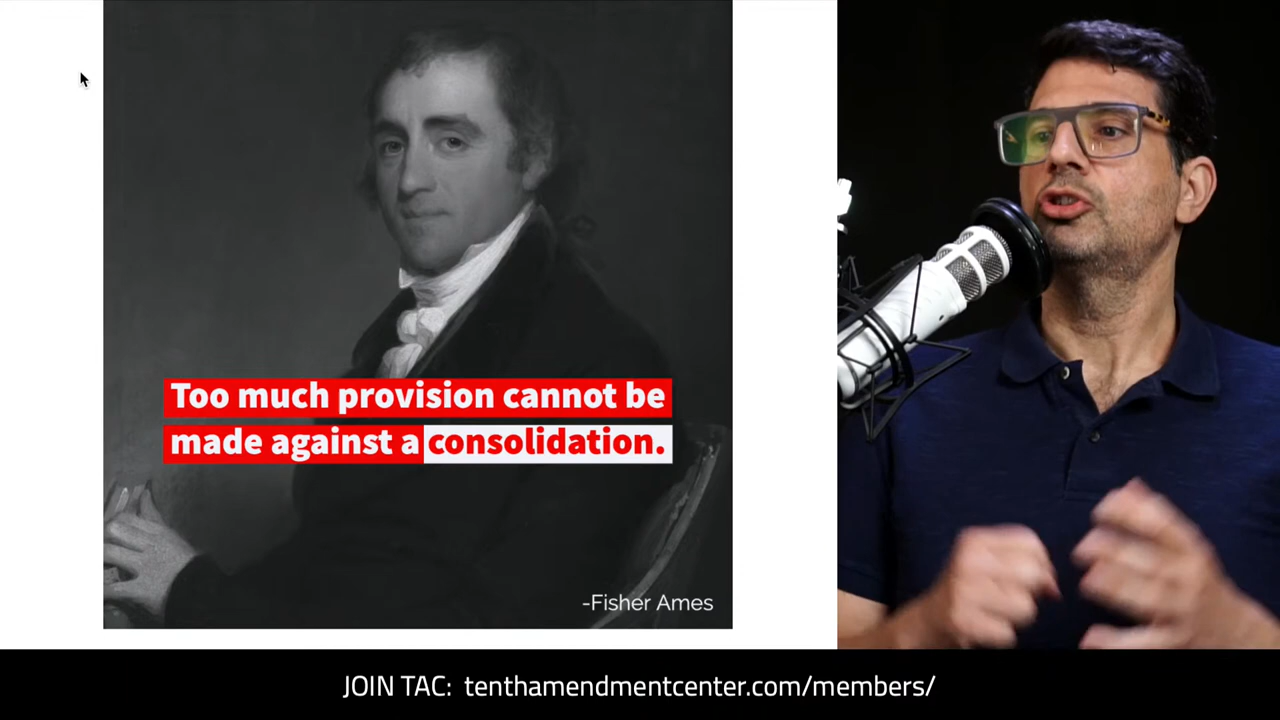 Too much provision cannot be
made against a consolidation.
-Fisher Ames
JOIN TAC: tenthamendmentcenter.com/members/